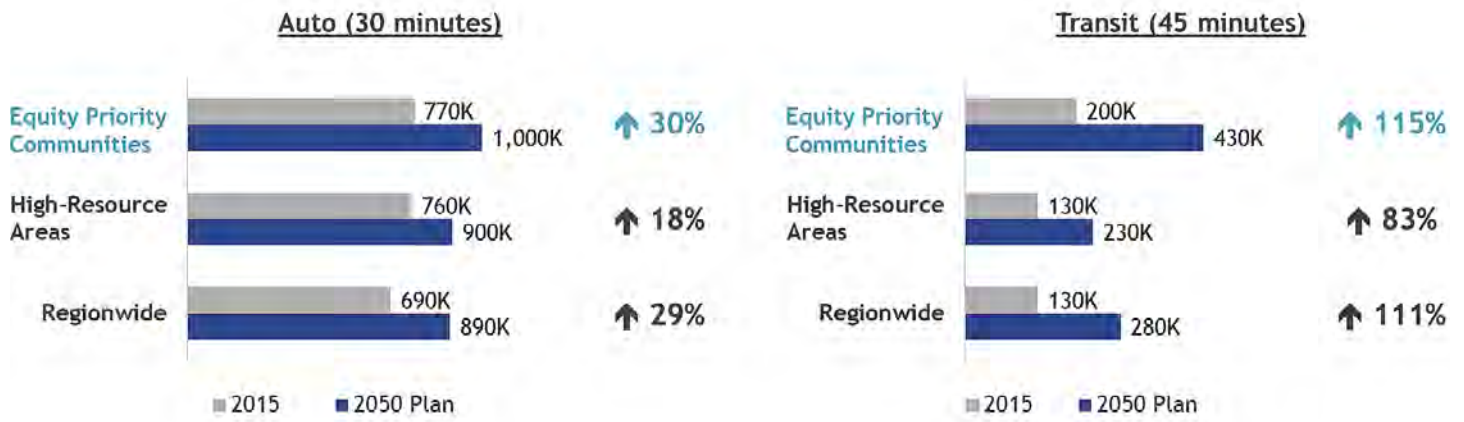 Auto (30 minutes)
Equity Priority
Communities
770K
1,000K
↑ 30%
High-Resource
Areas
760K
900K
↑ 18%
Regionwide
690K
890K
↑ 29%
2015
2050 Plan
Transit (45 minutes)
Equity Priority
Communities
200K
430K
↑ 115%
High-Resource
Areas
130K
230K
↑ 83%
Regionwide
130K
280K
↑ 111%
2015
2050 Plan